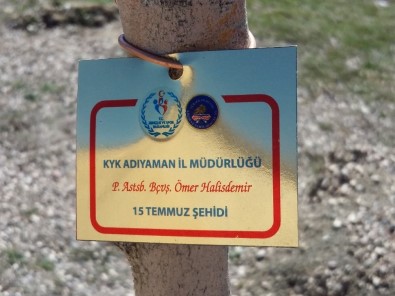 KYK ADIYAMAN İL MÜDÜRLÜĞÜ
P. Astsb. Bçvş. Ömer Halisdemir
15 TEMMUZ ŞEHİDİ